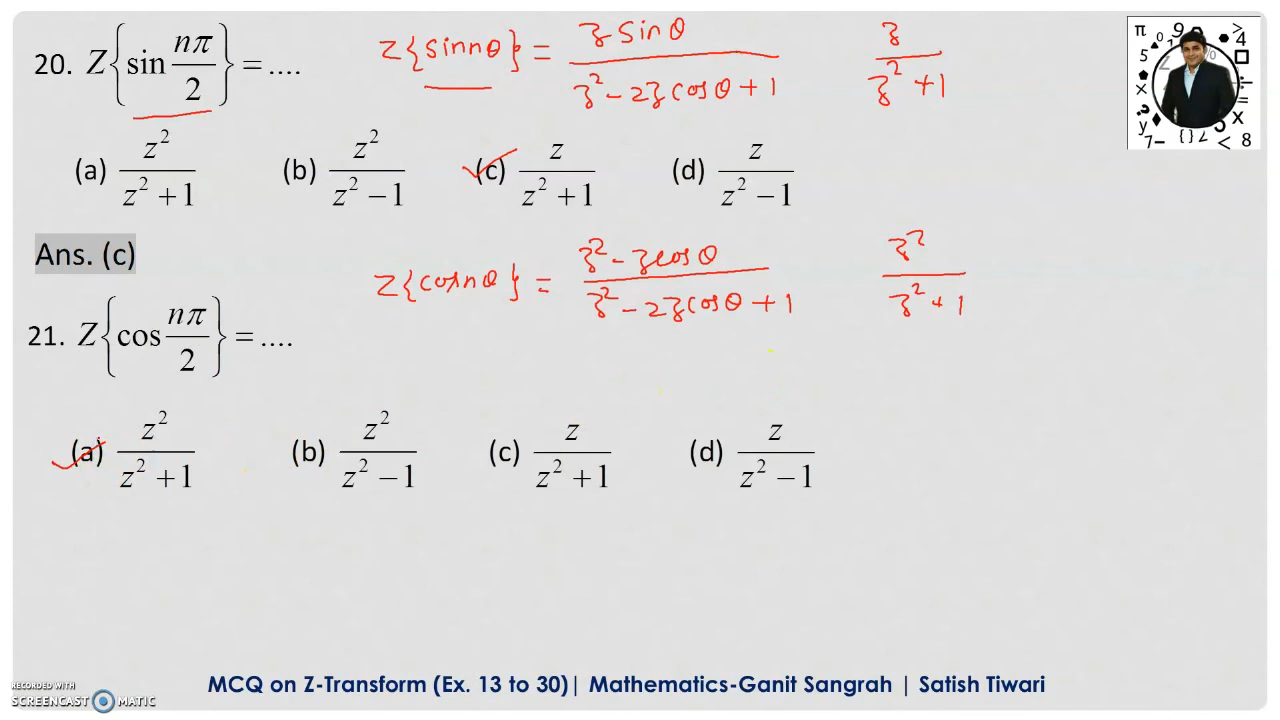 20. Z{sin nπ/2} = ....
Z{sin nθ} = z sin θ / z² - 2z cos θ + 1
z / z² + 1
(a) z² / z² + 1 (b) z² / z² - 1 (c) z / z² + 1 (d) z / z² - 1
Ans. (c)
Z{cos nθ} = z² - z cos θ / z² - 2z cos θ + 1
z² / z² + 1
21. Z{cos nπ/2} = ....
(a) z² / z² + 1 (b) z² / z² - 1 (c) z / z² + 1 (d) z / z² - 1
MCQ on Z-Transform (Ex. 13 to 30)| Mathematics-Ganit Sangrah | Satish Tiwari
RECORDED WITH
SCREENCAST MATIC